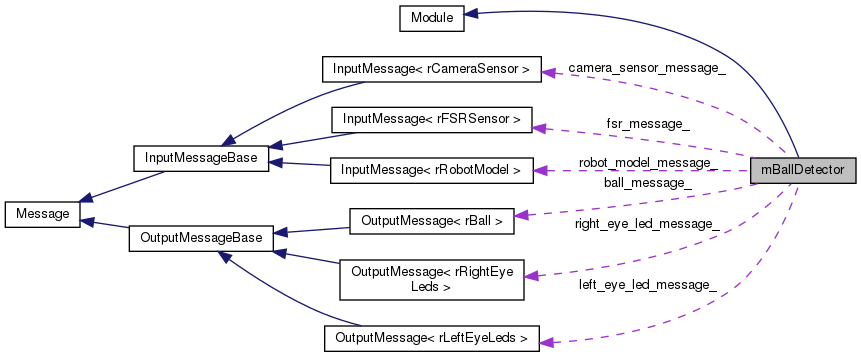 Module
InputMessage< rCameraSensor >
camera_sensor_message_
InputMessage< rFSRSensor >
fsr_message_
InputMessageBase
InputMessage< rRobotModel >
robot_model_message_
mBallDetector
ball_message_
Message
OutputMessage< rBall >
OutputMessageBase
right_eye_led_message_
OutputMessage< rRightEye
Leds >
left_eye_led_message_
OutputMessage< rLeftEyeLeds >